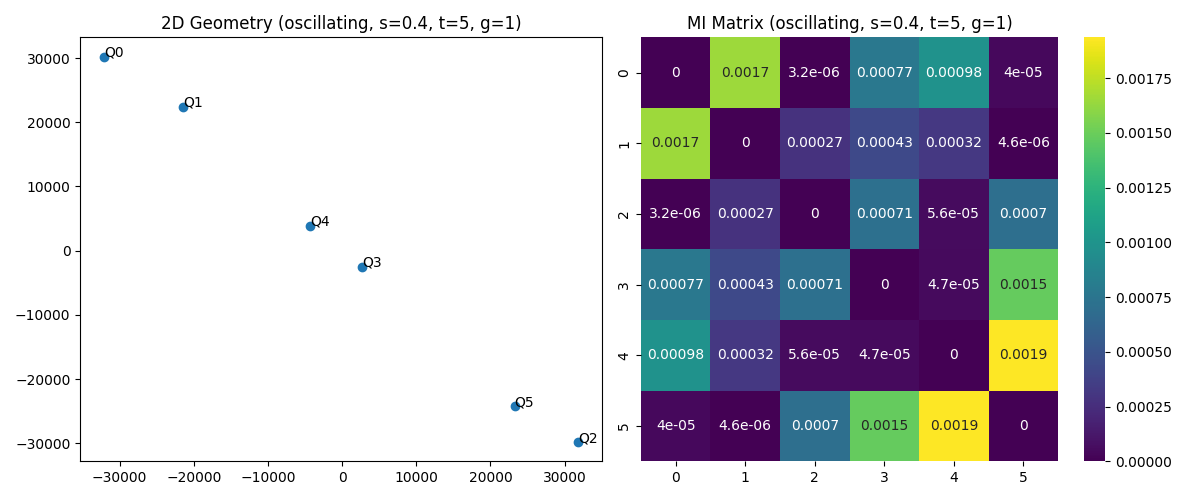 2D Geometry (oscillating, s=0.4, t=5, g=1)
30000
20000
10000
0
−10000
−20000
−30000
Q0
Q1
Q4
Q3
Q5
Q2
−30000 −20000 −10000 0 10000 20000 30000
MI Matrix (oscillating, s=0.4, t=5, g=1)
0 0 0.0017 3.2e-06 0.00077 0.00098 4e-05
1 0.0017 0 0.00027 0.00043 0.00032 4.6e-06
2 3.2e-06 0.00027 0 0.00071 5.6e-05 0.0007
3 0.00077 0.00043 0.00071 0 4.7e-05 0.0015
4 0.00098 0.00032 5.6e-05 4.7e-05 0 0.0019
5 4e-05 4.6e-06 0.0007 0.0015 0.0019 0
0 1 2 3 4 5
0.00175
0.00150
0.00125
0.00100
0.00075
0.00050
0.00025
0.00000